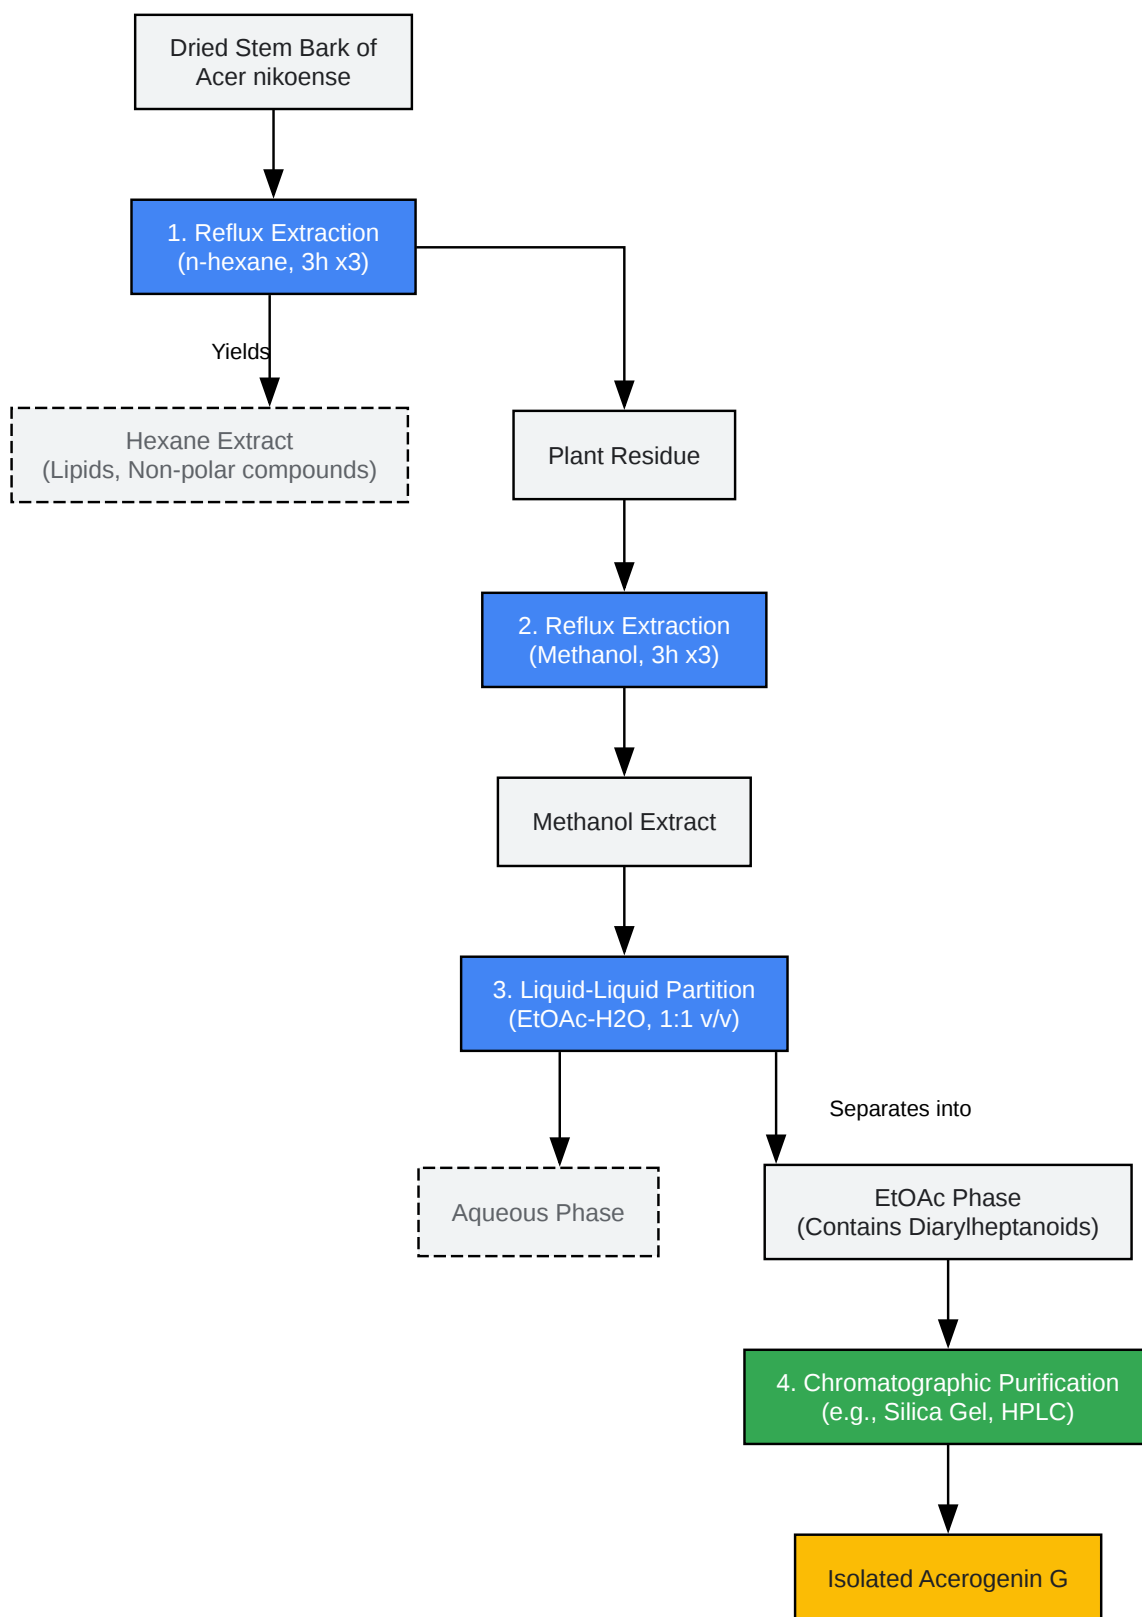 Dried Stem Bark of
Acer nikoense
1. Reflux Extraction
(n-hexane, 3h x3)
Yields
Hexane Extract
(Lipids, Non-polar compounds)
Plant Residue
2. Reflux Extraction
(Methanol, 3h x3)
Methanol Extract
3. Liquid-Liquid Partition
(EtOAc-H2O, 1:1 v/v)
Separates into
Aqueous Phase
EtOAc Phase
(Contains Diarylheptanoids)
4. Chromatographic Purification
(e.g., Silica Gel, HPLC)
Isolated Acerogenin G